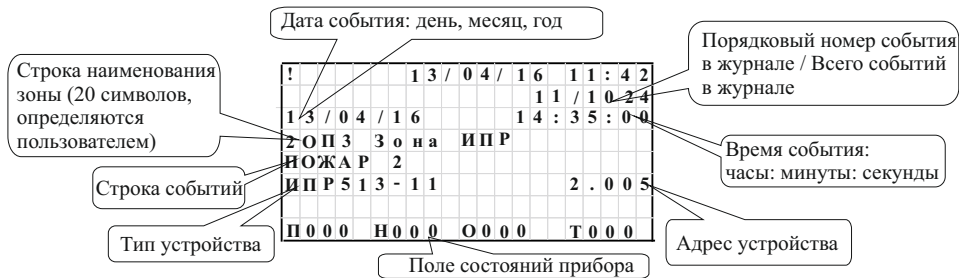 Дата события: день, месяц, год
Порядковый номер события
в журнале / Всего событий
в журнале
Строка наименования
зоны (20 символов,
определяются
пользователем)
! 13/04/16 11:42
11/1024
13/04/16 14:35:00
2ОПЗ Зона ИПР
ПОЖАР 2
ИПР513-11 2.005
П000 Н000 О000 Т000
Время события:
часы: минуты: секунды
Строка событий
Тип устройства
Адрес устройства
Поле состояний прибора